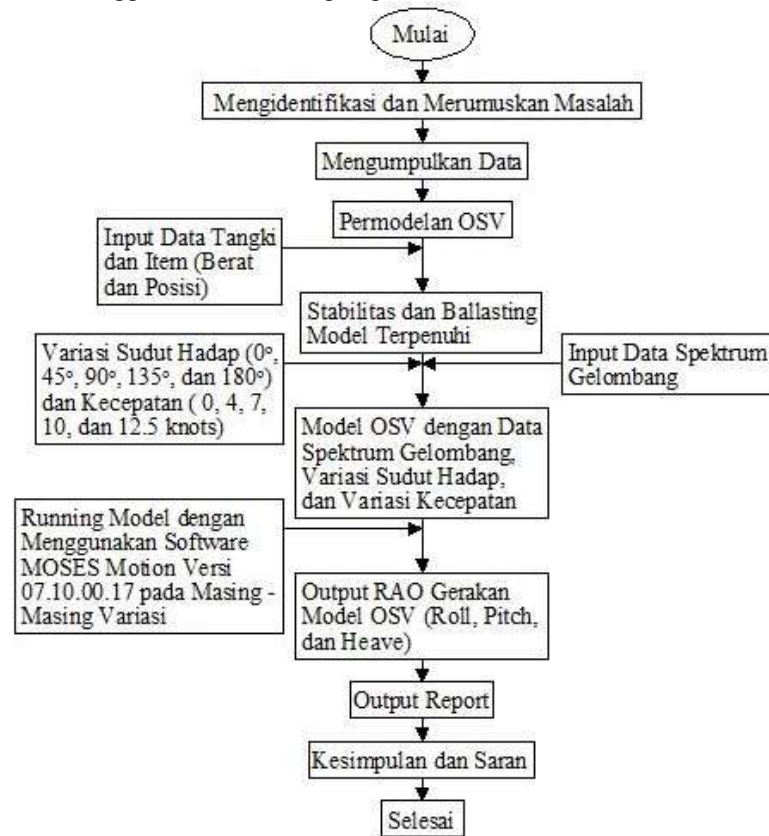 Mulai
Mengidentifikasi dan Merumuskan Masalah
Mengumpulkan Data
Permodelan OSV
Input Data Tangki
dan Item (Berat
dan Posisi)
Stabilitas dan Ballasting
Model Terpenuhi
Variasi Sudut Hadap (0°,
45°, 90°, 135°, dan 180°)
dan Kecepatan ( 0, 4, 7,
10, dan 12.5 knots)
Input Data Spektrum
Gelombang
Model OSV dengan Data
Spektrum Gelombang,
Variasi Sudut Hadap,
dan Variasi Kecepatan
Running Model dengan
Menggunakan Software
MOSES Motion Versi
07.10.00.17 pada Masing -
Masing Variasi
Output RAO Gerakan
Model OSV (Roll, Pitch,
dan Heave)
Output Report
Kesimpulan dan Saran
Selesai